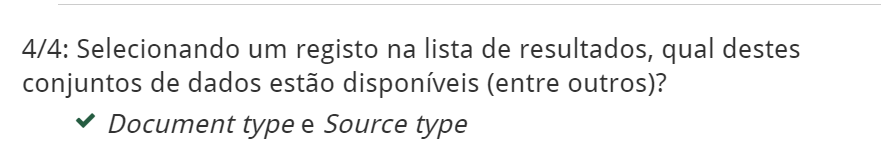 4/4: Selecionando um registo na lista de resultados, qual destes
conjuntos de dados estão disponíveis (entre outros)?
Document type e Source type